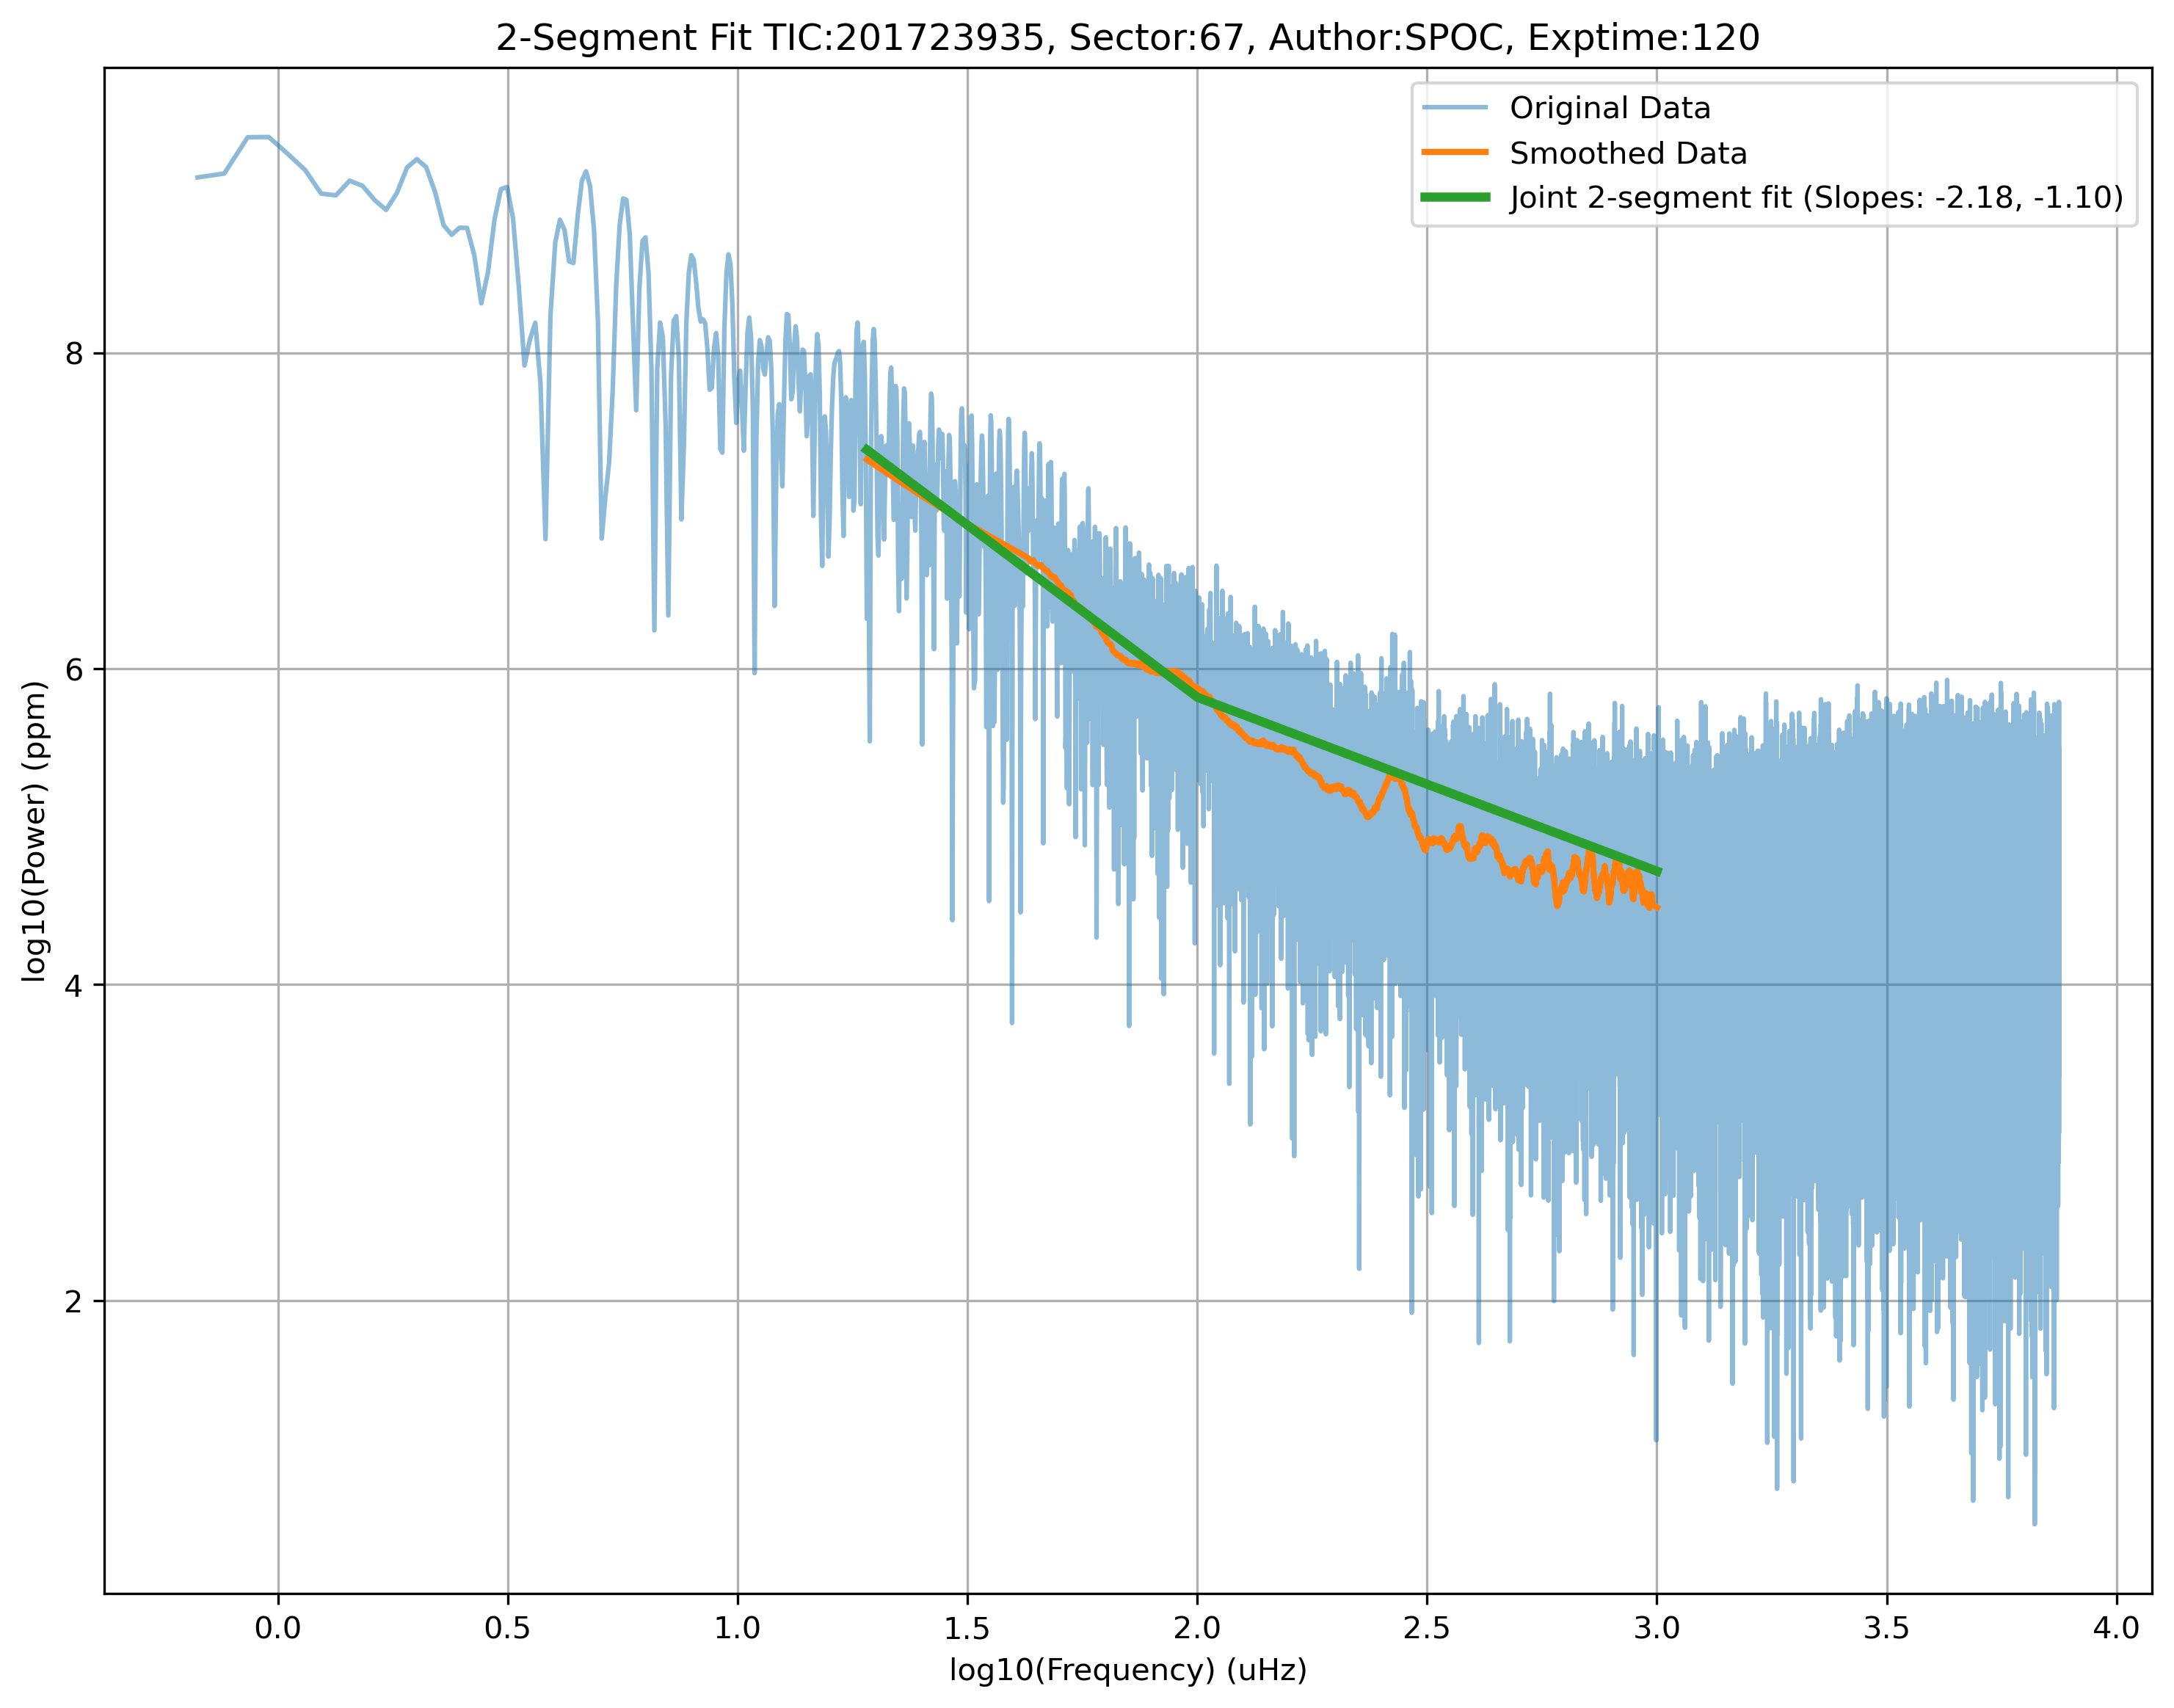 2-Segment Fit TIC:201723935, Sector:67, Author:SPOC, Exptime:120
Original Data
Smoothed Data
Joint 2-segment fit (Slopes: -2.18, -1.10)
log10(Power) (ppm)
8
6
4
2
0.0 0.5 1.0 1.5 2.0 2.5 3.0 3.5 4.0
log10(Frequency) (uHz)